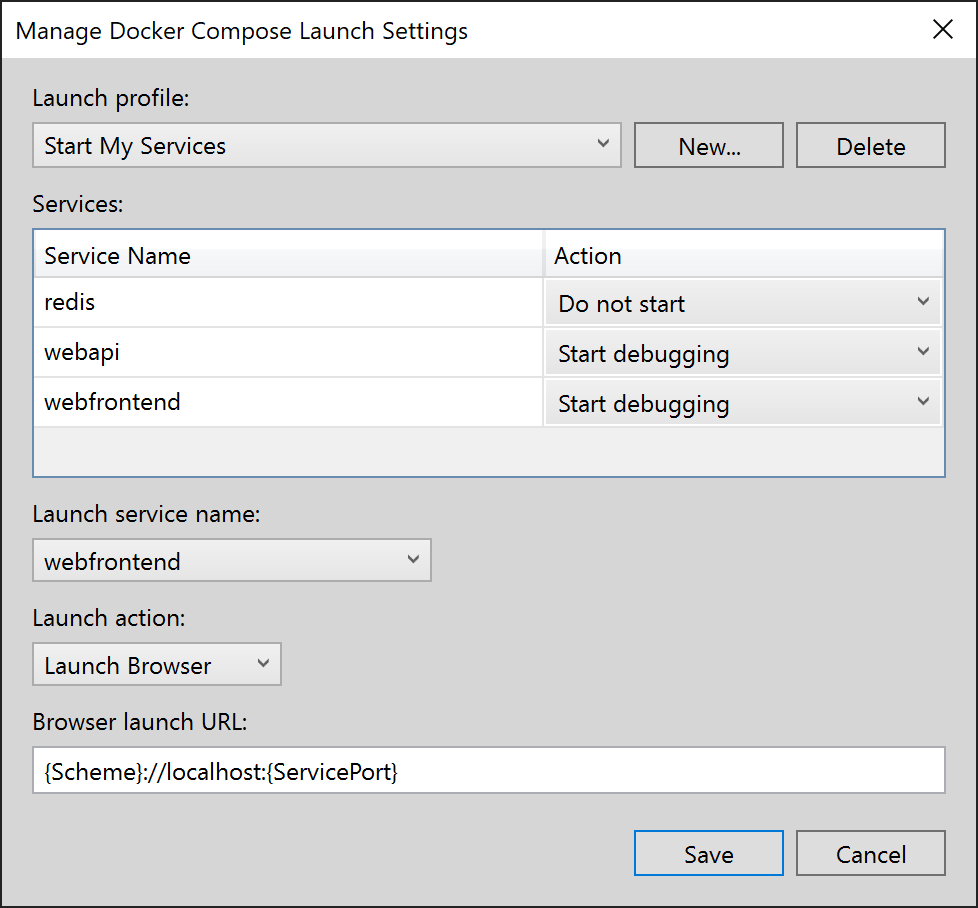 Manage Docker Compose Launch Settings
Launch profile:
Start My Services
New...
Delete
Services:
Service Name Action
redis Do not start
webapi Start debugging
webfrontend Start debugging
Launch service name:
webfrontend
Launch action:
Launch Browser
Browser launch URL:
{Scheme}://localhost:{ServicePort}
Save
Cancel